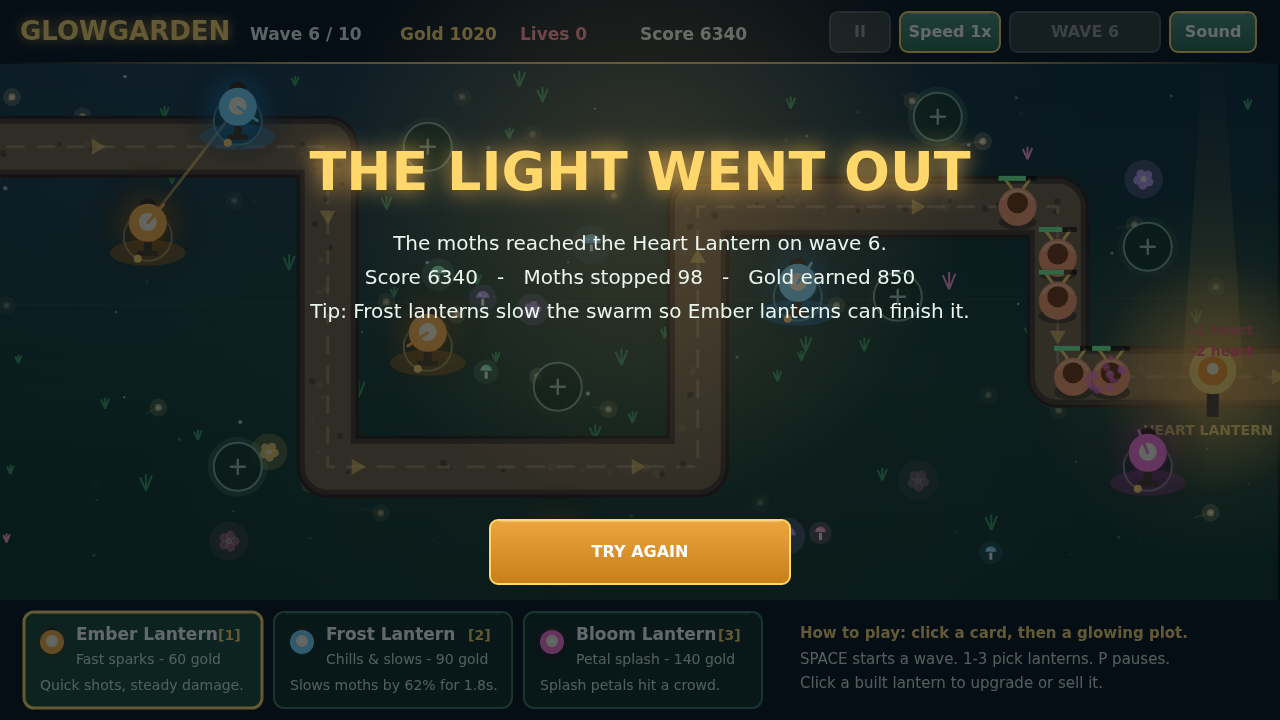 GLOWGARDEN
Wave 6 / 10
Gold 1020
Lives 0
Score 6340
II
Speed 1x
WAVE 6
Sound
THE LIGHT WENT OUT
The moths reached the Heart Lantern on wave 6.
Score 6340 - Moths stopped 98 - Gold earned 850
Tip: Frost lanterns slow the swarm so Ember lanterns can finish it.
-2 heart
HEART LANTERN
TRY AGAIN
Ember Lantern [1]
Fast sparks - 60 gold
Quick shots, steady damage.
Frost Lantern [2]
Chills & slows - 90 gold
Slows moths by 62% for 1.8s.
Bloom Lantern [3]
Petal splash - 140 gold
Splash petals hit a crowd.
How to play: click a card, then a glowing plot.
SPACE starts a wave. 1-3 pick lanterns. P pauses.
Click a built lantern to upgrade or sell it.